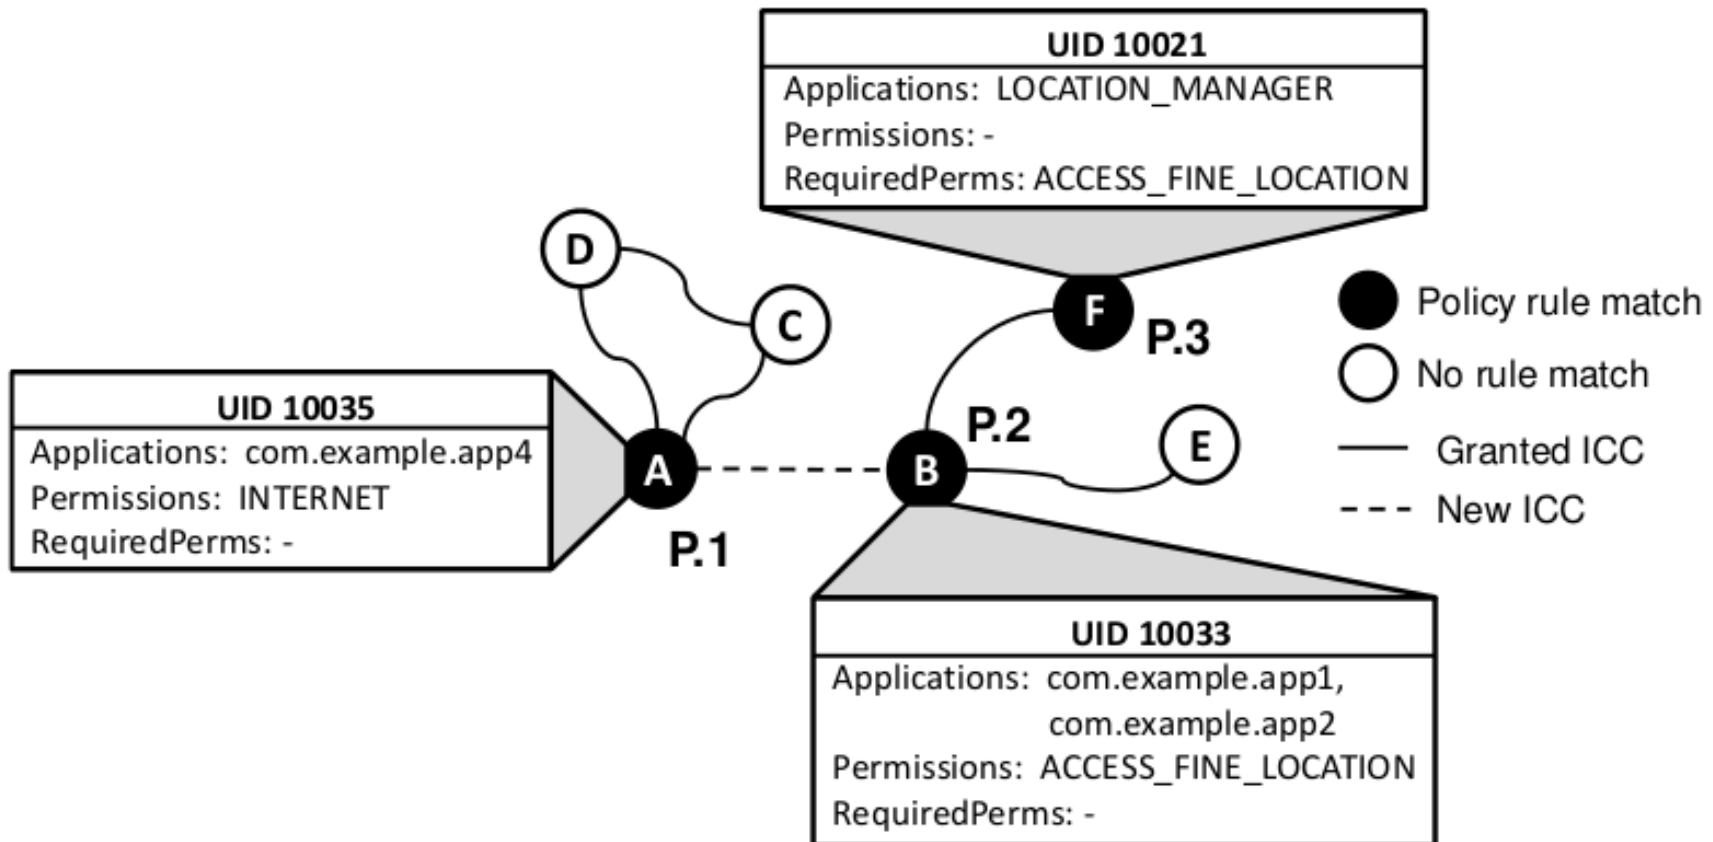 UID 10021
Applications: LOCATION_MANAGER
Permissions: -
RequiredPerms: ACCESS_FINE_LOCATION
D
C
F
P.3
Policy rule match
No rule match
Granted ICC
New ICC
UID 10035
Applications: com.example.app4
Permissions: INTERNET
RequiredPerms: -
A
P.1
B
P.2
E
UID 10033
Applications: com.example.app1,
com.example.app2
Permissions: ACCESS_FINE_LOCATION
RequiredPerms: -